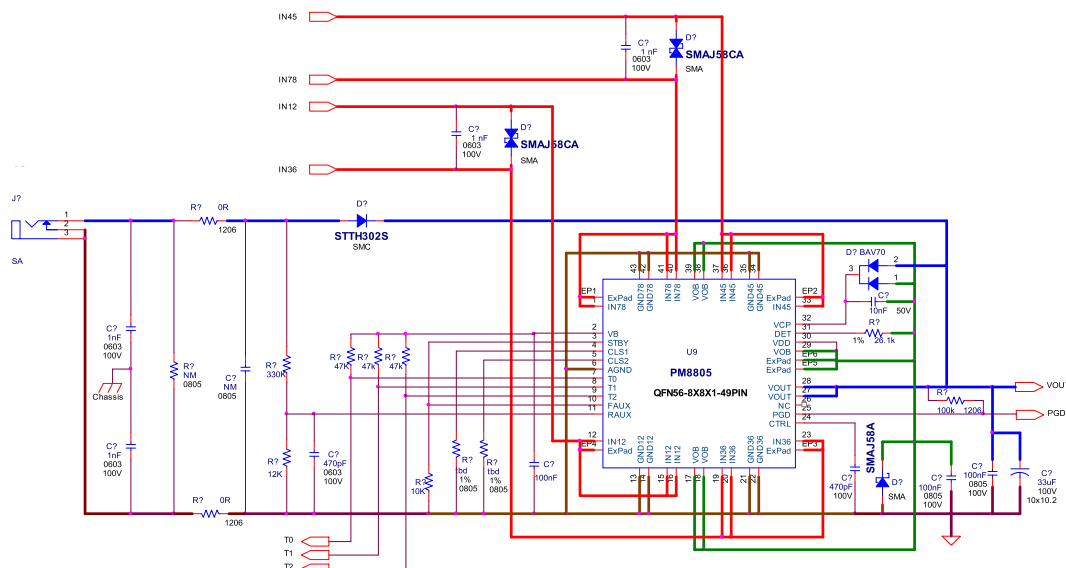 IN45
C?
1 nF
0603
100V
D?
SMAJ58CA
SMA
IN78
IN12
C?
1 nF
0603
100V
D?
SMAJ58CA
SMA
IN36
J?
1
2
3
SA
R? 0R
1206
D?
STTH302S
SMC
C?
1nF
0603
100V
Chassis
C?
1nF
0603
100V
R?
NM
0805
C?
NM
0805
R?
330K
R?
12K
C?
470pF
0603
100V
R? 0R
1206
R?
47K
R?
47k
R?
47k
R?
10K
R?
tbd
1%
0805
R?
tbd
1%
0805
C?
100nF
T0
T1
T2
43
42
41
40
39
38
37
36
35
34
GND78
GND78
IN78
IN78
VOB
VOB
IN45
IN45
GND45
GND45
EP1
ExPad
1
IN78
2
VB
3
STBY
4
CLS1
5
CLS2
6
AGND
7
T0
8
T1
9
T2
10
FAUX
11
RAUX
12
IN12
EP4
ExPad
U9
PM8805
QFN56-8X8X1-49PIN
EP2
ExPad
33
IN45
32
VCP
31
DET
30
VDD
29
VOB
EP6
ExPad
EP5
ExPad
28
VOUT
27
VOUT
26
NC
25
PGD
24
CTRL
23
IN36
EP3
ExPad
GND12
GND12
IN12
IN12
VOB
VOB
IN36
IN36
GND36
GND36
13
14
15
16
17
18
19
20
21
22
D? BAV70
3
2
1
C?
10nF
50V
R?
1%
26.1k
R?
100k
1206
VOUT
PGD
SMAJ58A
D?
SMA
C?
470pF
100V
C?
100nF
0805
100V
C?
100nF
0805
100V
C?
33uF
100V
10x10.2